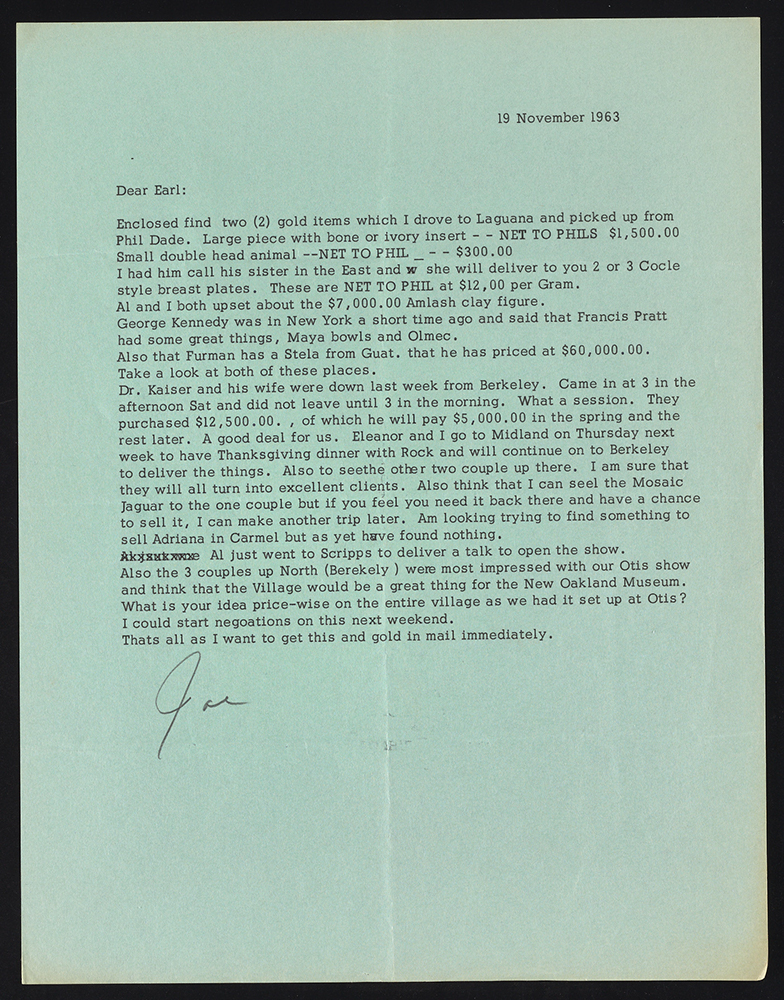 19 November 1963
Dear Earl:
Enclosed find two (2) gold items which I drove to Laguana and picked up from
Phil Dade. Large piece with bone or ivory insert - - NET TO PHILS $1,500.00
Small double head animal --NET TO PHIL _ - - $300.00
I had him call his sister in the East and w she will deliver to you 2 or 3 Cocle
style breast plates. These are NET TO PHIL at $12,00 per Gram.
Al and I both upset about the $7,000.00 Amlash clay figure.
George Kennedy was in New York a short time ago and said that Francis Pratt
had some great things, Maya bowls and Olmec.
Also that Furman has a Stela from Guat. that he has priced at $60,000.00.
Take a look at both of these places.
Dr. Kaiser and his wife were down last week from Berkeley. Came in at 3 in the
afternoon Sat and did not leave until 3 in the morning. What a session. They
purchased $12,500.00. , of which he will pay $5,000.00 in the spring and the
rest later. A good deal for us. Eleanor and I go to Midland on Thursday next
week to have Thanksgiving dinner with Rock and will continue on to Berkeley
to deliver the things. Also to seethe other two couple up there. I am sure that
they will all turn into excellent clients. Also think that I can seel the Mosaic
Jaguar to the one couple but if you feel you need it back there and have a chance
to sell it, I can make another trip later. Am looking trying to find something to
sell Adriana in Carmel but as yet have found nothing.
Al just went to Scripps to deliver a talk to open the show.
Also the 3 couples up North (Berekely ) were most impressed with our Otis show
and think that the Village would be a great thing for the New Oakland Museum.
What is your idea price-wise on the entire village as we had it set up at Otis?
I could start negoations on this next weekend.
Thats all as I want to get this and gold in mail immediately.
Joe